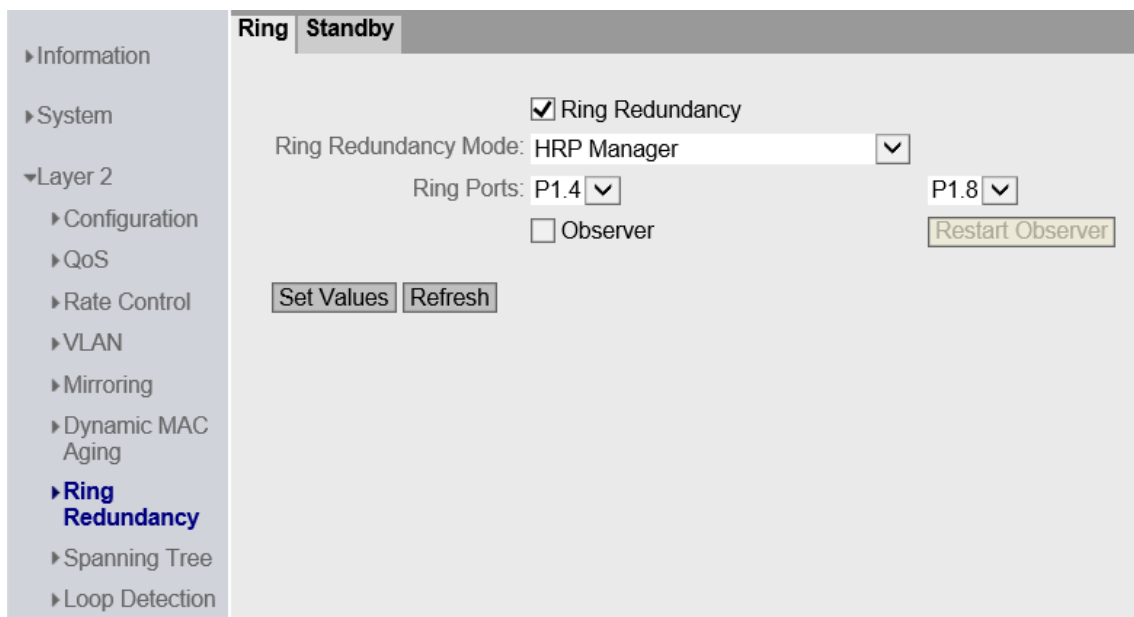 Ring Standby
Information
System
Layer 2
Configuration
QoS
Rate Control
VLAN
Mirroring
Dynamic MAC
Aging
Ring
Redundancy
Spanning Tree
Loop Detection
Ring Redundancy
Ring Redundancy Mode: HRP Manager
Ring Ports: P1.4 P1.8
Observer Restart Observer
Set Values Refresh